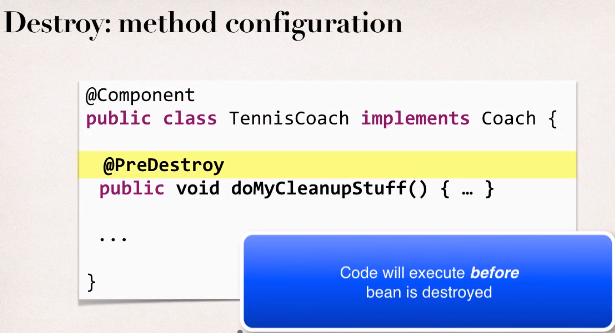 Destroy: method configuration
@Component
public class TennisCoach implements Coach {
@PreDestroy
public void doMyCleanupStuff() { … }
...
}
Code will execute before
bean is destroyed